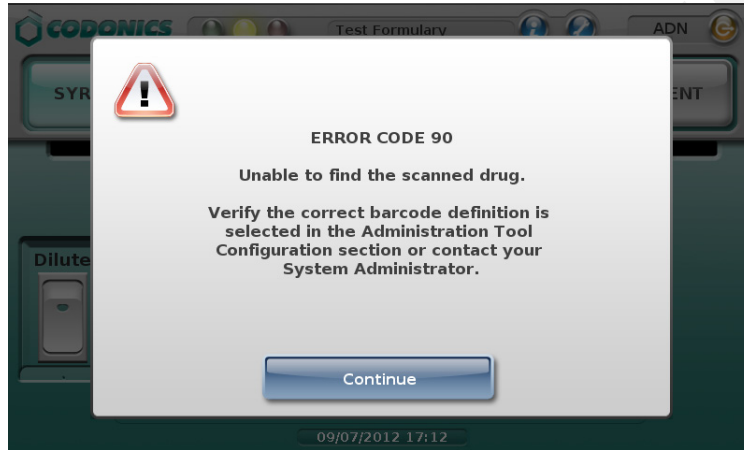 CODONICS
Test Formulary
ADN
SYR
ENT
ERROR CODE 90
Unable to find the scanned drug.
Verify the correct barcode definition is
selected in the Administration Tool
Configuration section or contact your
System Administrator.
Dilute
Continue
09/07/2012 17:12